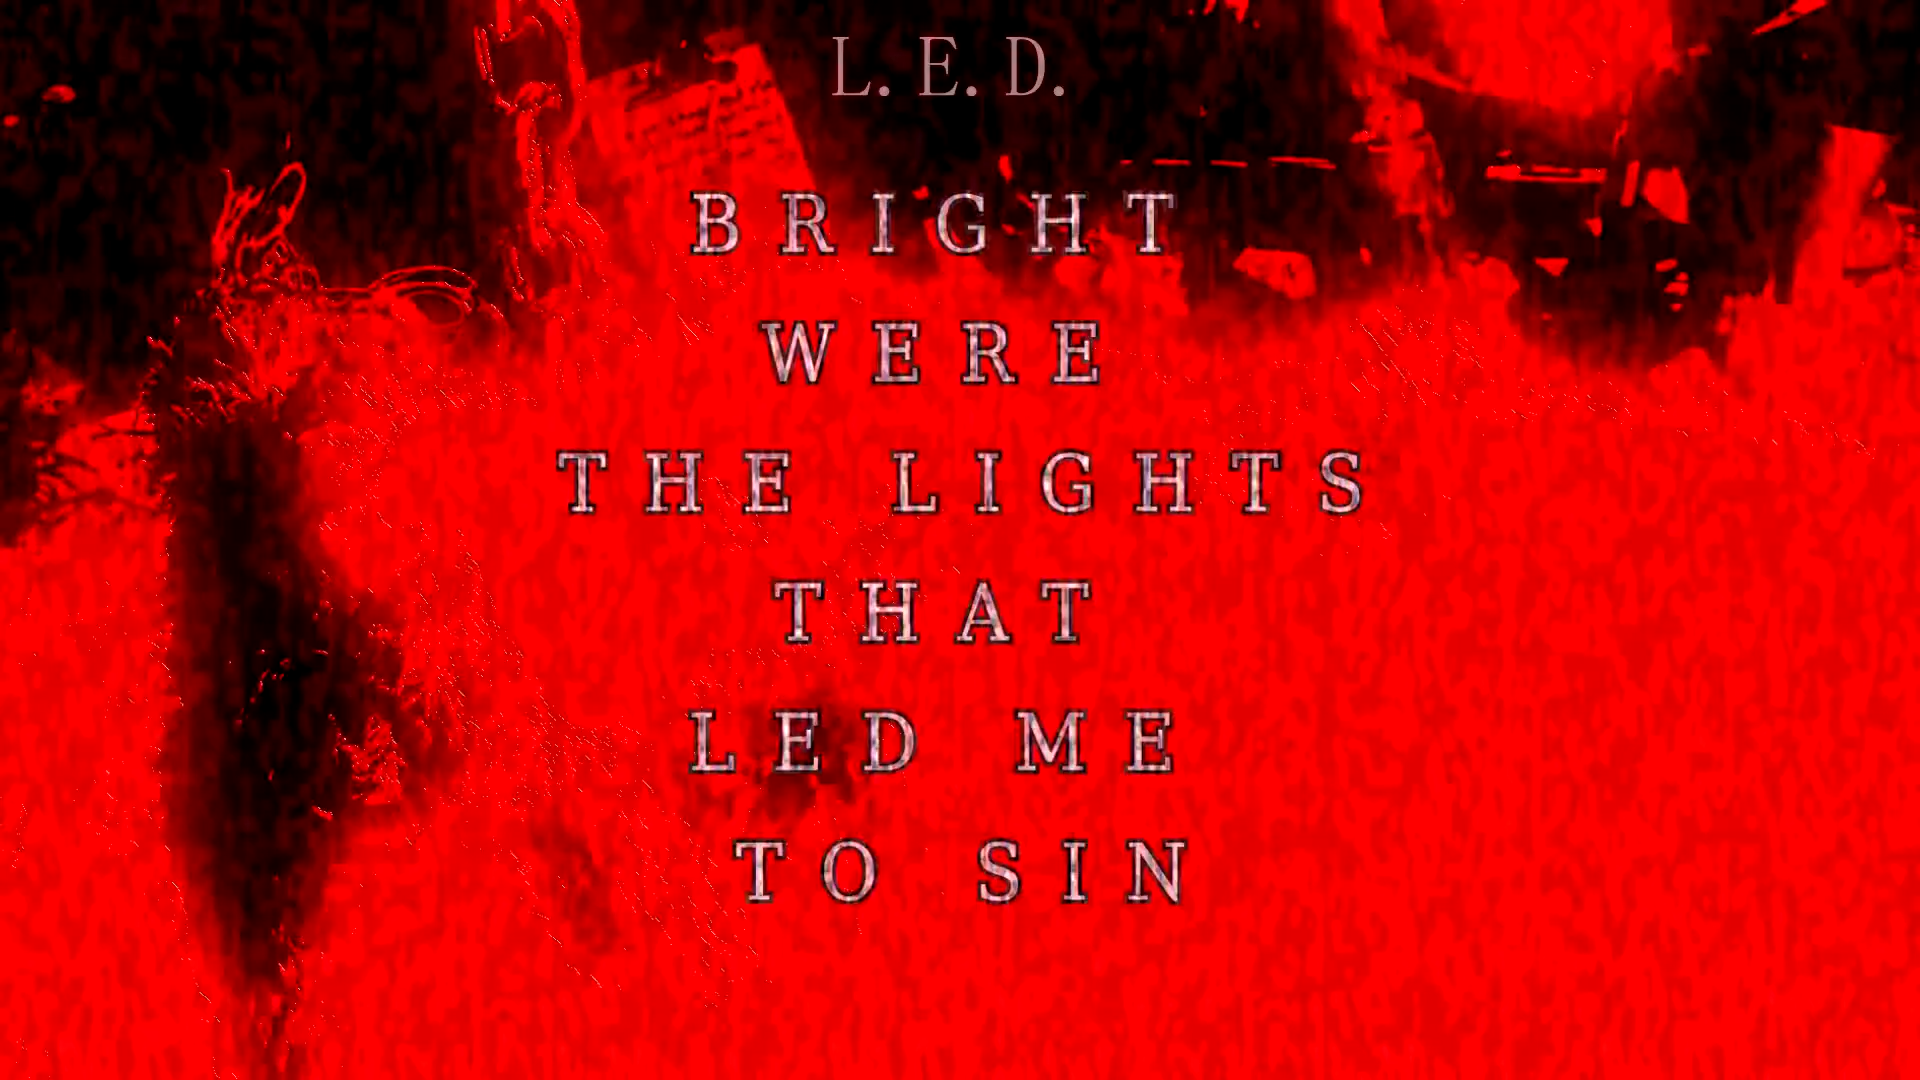 L. E. D.
BRIGHT
WERE
THE LIGHTS
THAT
LED ME
TO SIN